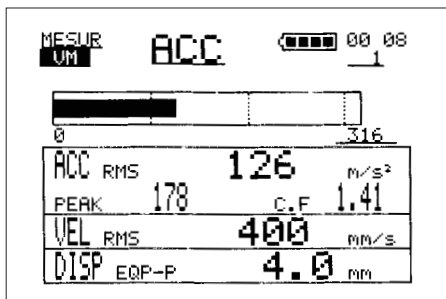 MESUR ACC 00 08
VM 1
0 316
ACC RMS 126 m/s²
PEAK 178 C.F 1.41
VEL RMS 400 mm/s
DISP EQP-P 4.0 mm